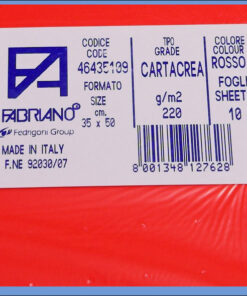 CODICE
CODE
46435109
FORMATO
SIZE
cm.
35 x 50
TIPO
GRADE
CARTACREA
g/m2
220
COLORE
COLOUR
ROSSO
FOGLI
SHEET
10
FABRIANO
Fedrigoni Group
MADE IN ITALY
F.NE 92030/07
8 001348 127628